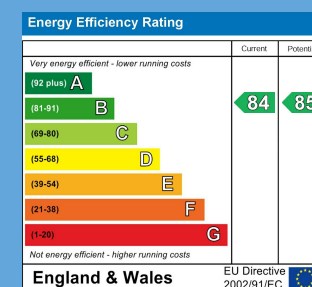 Energy Efficiency Rating
Current
Very energy efficient - lower running costs
(92 plus) A
(81-91) B
84
85
(69-80) C
(55-68) D
(39-54) E
(21-38) F
(1-20) G
Not energy efficient - higher running costs
England & Wales
EU Directive
2002/91/EC